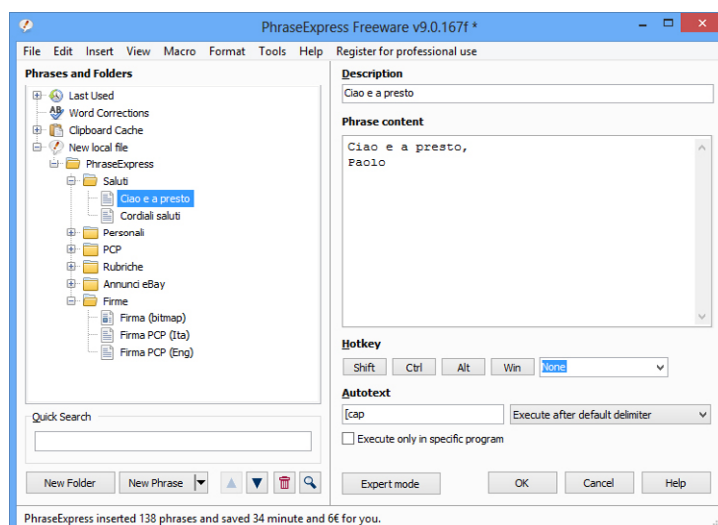 PhraseExpress Freeware v9.0.167f *
File Edit Insert View Macro Format Tools Help Register for professional use
Phrases and Folders
Last Used
Word Corrections
Clipboard Cache
New local file
PhraseExpress
Saluti
Ciao e a presto
Cordiali saluti
Personali
PCP
Rubriche
Annunci eBay
Firme
Firma (bitmap)
Firma PCP (Ita)
Firma PCP (Eng)
Quick Search
New Folder New Phrase
Description
Ciao e a presto
Phrase content
Ciao e a presto,
Paolo
Hotkey
Shift Ctrl Alt Win None
Autotext
[cap Execute after default delimiter
Execute only in specific program
Expert mode OK Cancel Help
PhraseExpress inserted 138 phrases and saved 34 minute and 6€ for you.